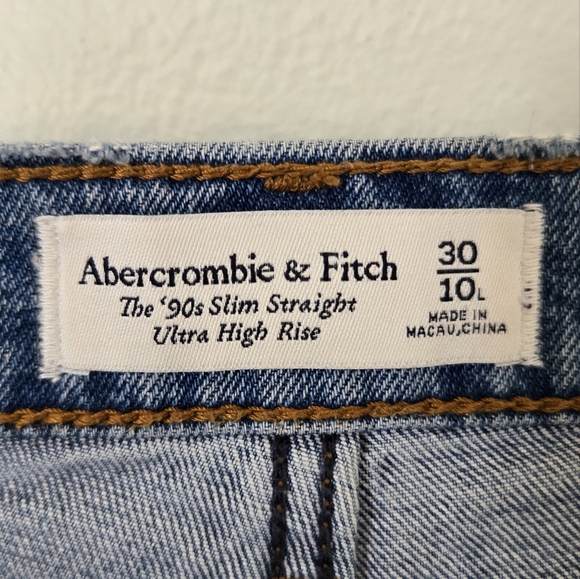 Abercrombie & Fitch
The ‘90s Slim Straight
Ultra High Rise
30
10L
MADE IN
MACAU,CHINA